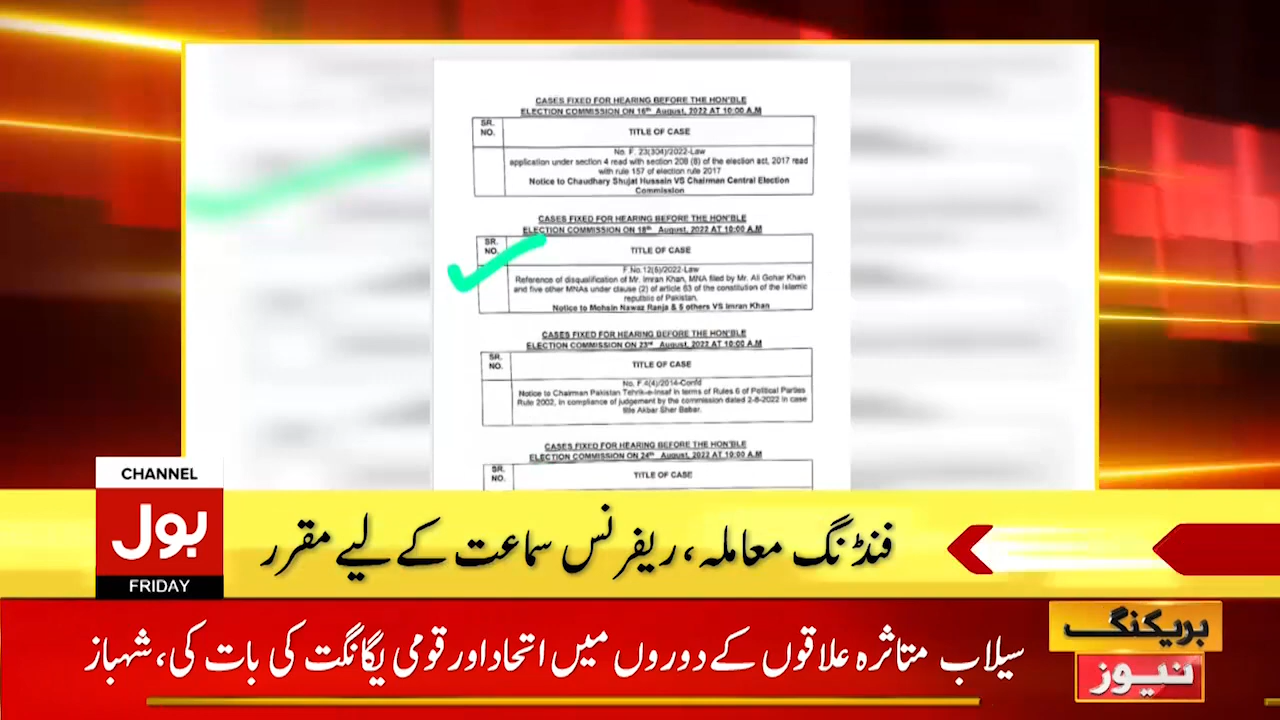 CASES FIXED FOR HEARING BEFORE THE HON'BLE
ELECTION COMMISSION ON 16th August, 2022 AT 10:00 A.M
SR. NO.
TITLE OF CASE
No. F. 23(304)/2022-Law
application under section 4 read with section 208 (8) of the election act, 2017 read
with rule 157 of election rule 2017
Notice to Chaudhary Shujat Hussain VS Chairman Central Election
Commission
CASES FIXED FOR HEARING BEFORE THE HON'BLE
ELECTION COMMISSION ON 18th August, 2022 AT 10:00 A.M
SR. NO.
TITLE OF CASE
F.No.12(6)/2022-Law
Reference of disqualification of Mr. Imran Khan, MNA filed by Mr. Ali Gohar Khan
and five other MNAs under clause (2) of article 63 of the constitution of the Islamic
republic of Pakistan.
Notice to Mohsin Nawaz Ranja & 5 others VS Imran Khan
CASES FIXED FOR HEARING BEFORE THE HON'BLE
ELECTION COMMISSION ON 23rd August, 2022 AT 10:00 A.M
SR. NO.
TITLE OF CASE
No. F.4(4)/2014-Confd
Notice to Chairman Pakistan Tehrik-e-Insaf in terms of Rules 6 of Political Parties
Rule 2002, in compliance of judgement by the commission dated 2-8-2022 in case
title Akbar Sher Babar.
CASES FIXED FOR HEARING BEFORE THE HON'BLE
ELECTION COMMISSION ON 24th August, 2022 AT 10:00 A.M
SR. NO.
TITLE OF CASE
CHANNEL
بول
FRIDAY
فنڈنگ معاملہ، ریفرنس سماعت کے لیے مقرر
بریکنگ
نیوز
سیلاب متاثرہ علاقوں کے دوروں میں اتحاد اور قومی یگانگت کی بات کی، شہباز